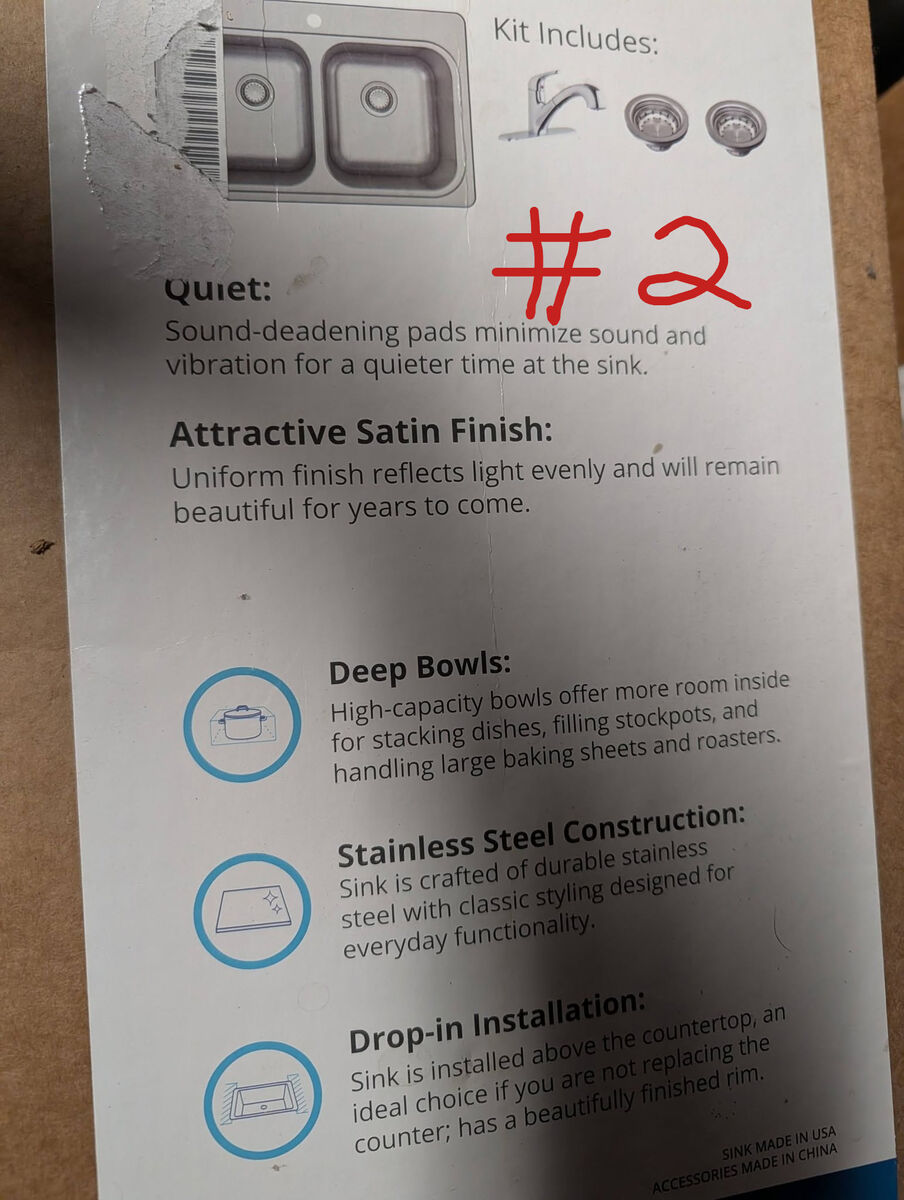 Kit Includes:
#2
Quiet:
Sound-deadening pads minimize sound and
vibration for a quieter time at the sink.
Attractive Satin Finish:
Uniform finish reflects light evenly and will remain
beautiful for years to come.
Deep Bowls:
High-capacity bowls offer more room inside
for stacking dishes, filling stockpots, and
handling large baking sheets and roasters.
Stainless Steel Construction:
Sink is crafted of durable stainless
steel with classic styling designed for
everyday functionality.
Drop-in Installation:
Sink is installed above the countertop, an
ideal choice if you are not replacing the
counter; has a beautifully finished rim.
SINK MADE IN USA
ACCESSORIES MADE IN CHINA